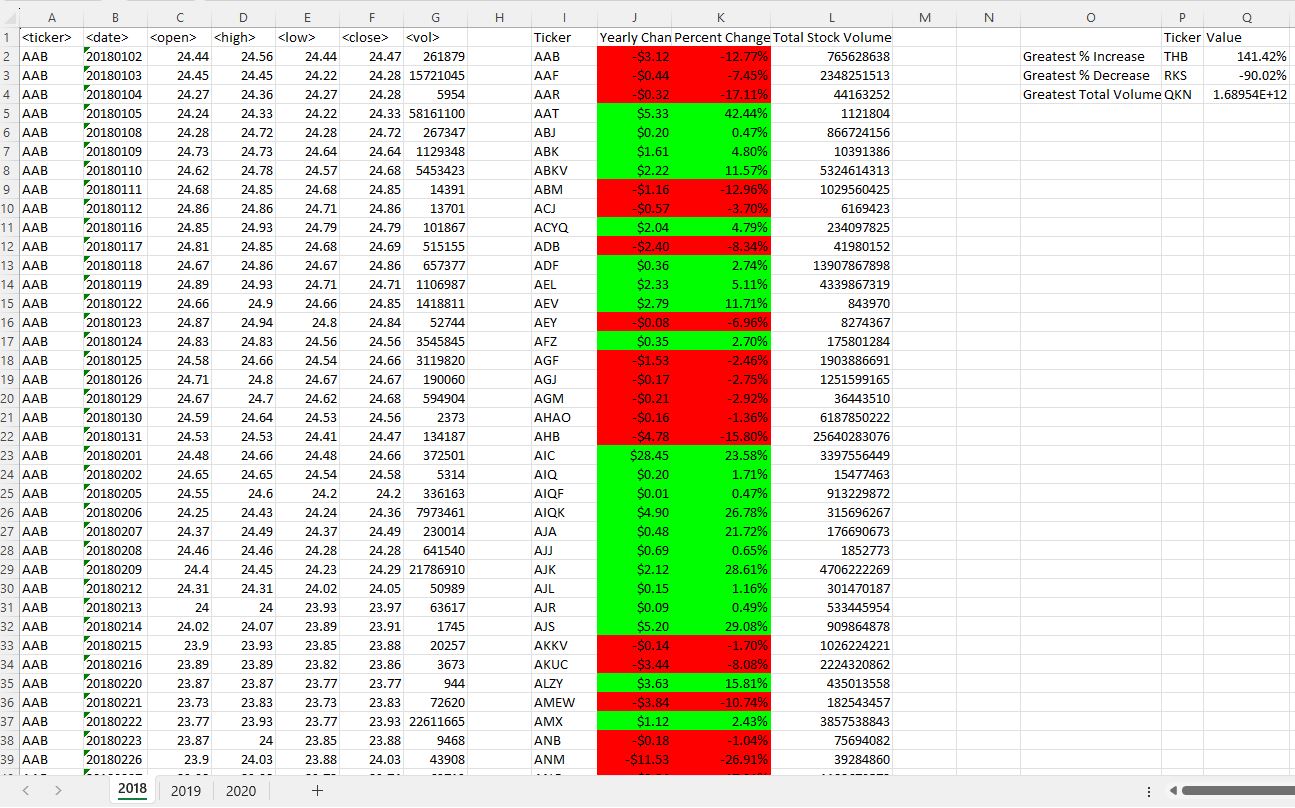 A B C D E F G H I J K L M N O P Q
1 <ticker> <date> <open> <high> <low> <close> <vol> Ticker Yearly Chan Percent Change Total Stock Volume Ticker Value
2 AAB 20180102 24.44 24.56 24.44 24.47 261879 AAB -$3.12 -12.77% 765628638 Greatest % Increase THB 141.42%
3 AAB 20180103 24.45 24.45 24.22 24.28 15721045 AAF -$0.44 -7.45% 2348251513 Greatest % Decrease RKS -90.02%
4 AAB 20180104 24.27 24.36 24.27 24.28 5954 AAR -$0.32 -17.11% 44163252 Greatest Total Volume QKN 1.68954E+12
5 AAB 20180105 24.24 24.33 24.22 24.33 58161100 AAT $5.33 42.44% 1121804
6 AAB 20180108 24.28 24.72 24.28 24.72 267347 ABJ $0.20 0.47% 866724156
7 AAB 20180109 24.73 24.73 24.64 24.64 1129348 ABK $1.61 4.80% 10391386
8 AAB 20180110 24.62 24.78 24.57 24.68 5453423 ABKV $2.22 11.57% 5324614313
9 AAB 20180111 24.68 24.85 24.68 24.85 14391 ABM -$1.16 -12.96% 1029560425
10 AAB 20180112 24.86 24.86 24.71 24.86 13701 ACJ -$0.57 -3.70% 6169423
11 AAB 20180116 24.85 24.93 24.79 24.79 101867 ACYQ $2.04 4.79% 234097825
12 AAB 20180117 24.81 24.85 24.68 24.69 515155 ADB -$2.40 -8.34% 41980152
13 AAB 20180118 24.67 24.86 24.67 24.86 657377 ADF $0.36 2.74% 13907867898
14 AAB 20180119 24.89 24.93 24.71 24.71 1106987 AEL $2.33 5.11% 4339867319
15 AAB 20180122 24.66 24.9 24.66 24.85 1418811 AEV $2.79 11.71% 843970
16 AAB 20180123 24.87 24.94 24.8 24.84 52744 AEY -$0.08 -6.96% 8274367
17 AAB 20180124 24.83 24.83 24.56 24.56 3545845 AFZ $0.35 2.70% 175801284
18 AAB 20180125 24.58 24.66 24.54 24.66 3119820 AGF -$1.53 -2.46% 1903886691
19 AAB 20180126 24.71 24.8 24.67 24.67 190060 AGJ -$0.17 -2.75% 1251599165
20 AAB 20180129 24.67 24.7 24.62 24.68 594904 AGM -$0.21 -2.92% 36443510
21 AAB 20180130 24.59 24.64 24.53 24.56 2373 AHAO -$0.16 -1.36% 6187850222
22 AAB 20180131 24.53 24.53 24.41 24.47 134187 AHB -$4.78 -15.80% 25640283076
23 AAB 20180201 24.48 24.66 24.48 24.66 372501 AIC $28.45 23.58% 3397556449
24 AAB 20180202 24.65 24.65 24.54 24.58 5314 AIQ $0.20 1.71% 15477463
25 AAB 20180205 24.55 24.6 24.2 24.2 336163 AIQF $0.01 0.47% 913229872
26 AAB 20180206 24.25 24.43 24.24 24.36 7973461 AIQK $4.90 26.78% 315696267
27 AAB 20180207 24.37 24.49 24.37 24.49 230014 AJA $0.48 21.72% 176690673
28 AAB 20180208 24.46 24.46 24.28 24.28 641540 AJJ $0.69 0.65% 1852773
29 AAB 20180209 24.4 24.45 24.23 24.29 21786910 AJK $2.12 28.61% 4706222269
30 AAB 20180212 24.31 24.31 24.02 24.05 50989 AJL $0.15 1.16% 301470187
31 AAB 20180213 24 24 23.93 23.97 63617 AJR $0.09 0.49% 533445954
32 AAB 20180214 24.02 24.07 23.89 23.91 1745 AJS $5.20 29.08% 909864878
33 AAB 20180215 23.9 23.93 23.85 23.88 20257 AKKV -$0.14 -1.70% 1026224221
34 AAB 20180216 23.89 23.89 23.82 23.86 3673 AKUC -$3.44 -8.08% 2224320862
35 AAB 20180220 23.87 23.87 23.77 23.77 944 ALZY $3.63 15.81% 435013558
36 AAB 20180221 23.73 23.83 23.73 23.83 72620 AMEW -$3.84 -10.74% 182543457
37 AAB 20180222 23.77 23.93 23.77 23.93 22611665 AMX $1.12 2.43% 3857538843
38 AAB 20180223 23.87 24 23.85 23.88 9468 ANB -$0.18 -1.04% 75694082
39 AAB 20180226 23.9 24.03 23.88 24.03 43908 ANM -$11.53 -26.91% 39284860
2018 2019 2020